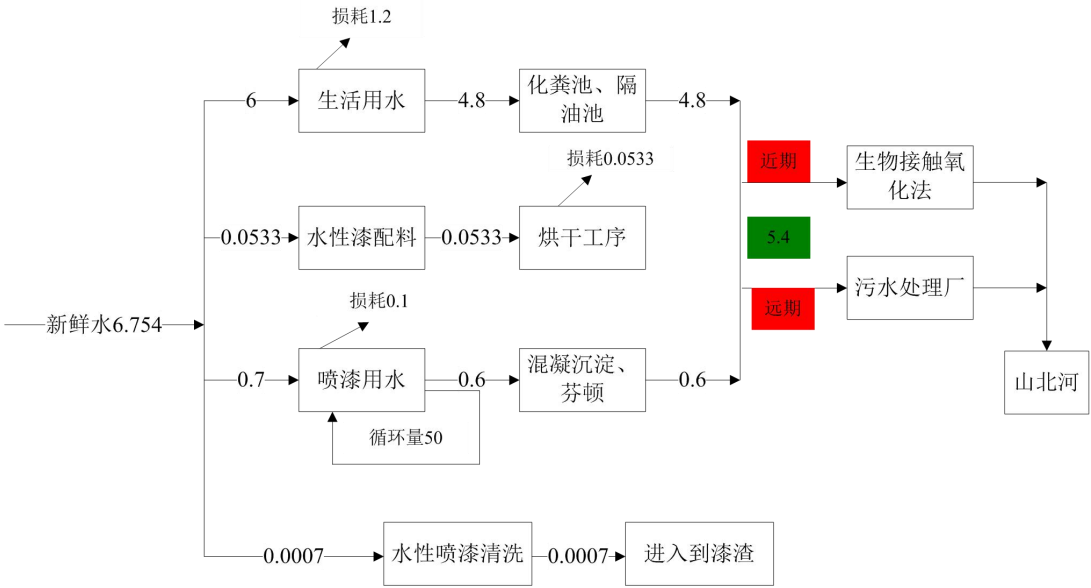 损耗1.2
6
生活用水
4.8
化粪池、隔
油池
4.8
近期
生物接触氧
化法
损耗0.0533
0.0533
水性漆配料
0.0533
烘干工序
5.4
远期
污水处理厂
新鲜水6.754
损耗0.1
0.7
喷漆用水
0.6
混凝沉淀、
芬顿
0.6
山北河
循环量50
0.0007
水性喷漆清洗
0.0007
进入到漆渣